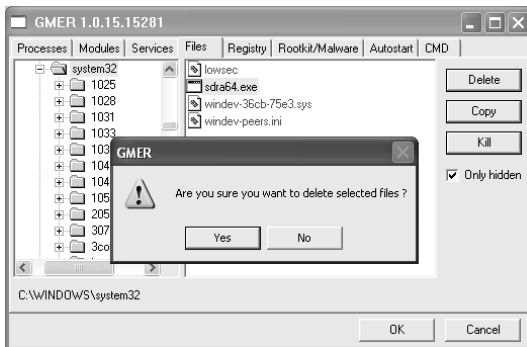 GMER 1.0.15.15281
Processes Modules Services Files Registry Rootkit/Malware Autostart CMD
system32
1025
1028
1031
1033
103
104
104
105
205
307
3co
lowsec
sdra64.exe
windev-36cb-75e3.sys
windev-peers.ini
Delete
Copy
Kill
Only hidden
GMER
Are you sure you want to delete selected files ?
Yes No
C:\WINDOWS\system32
OK Cancel